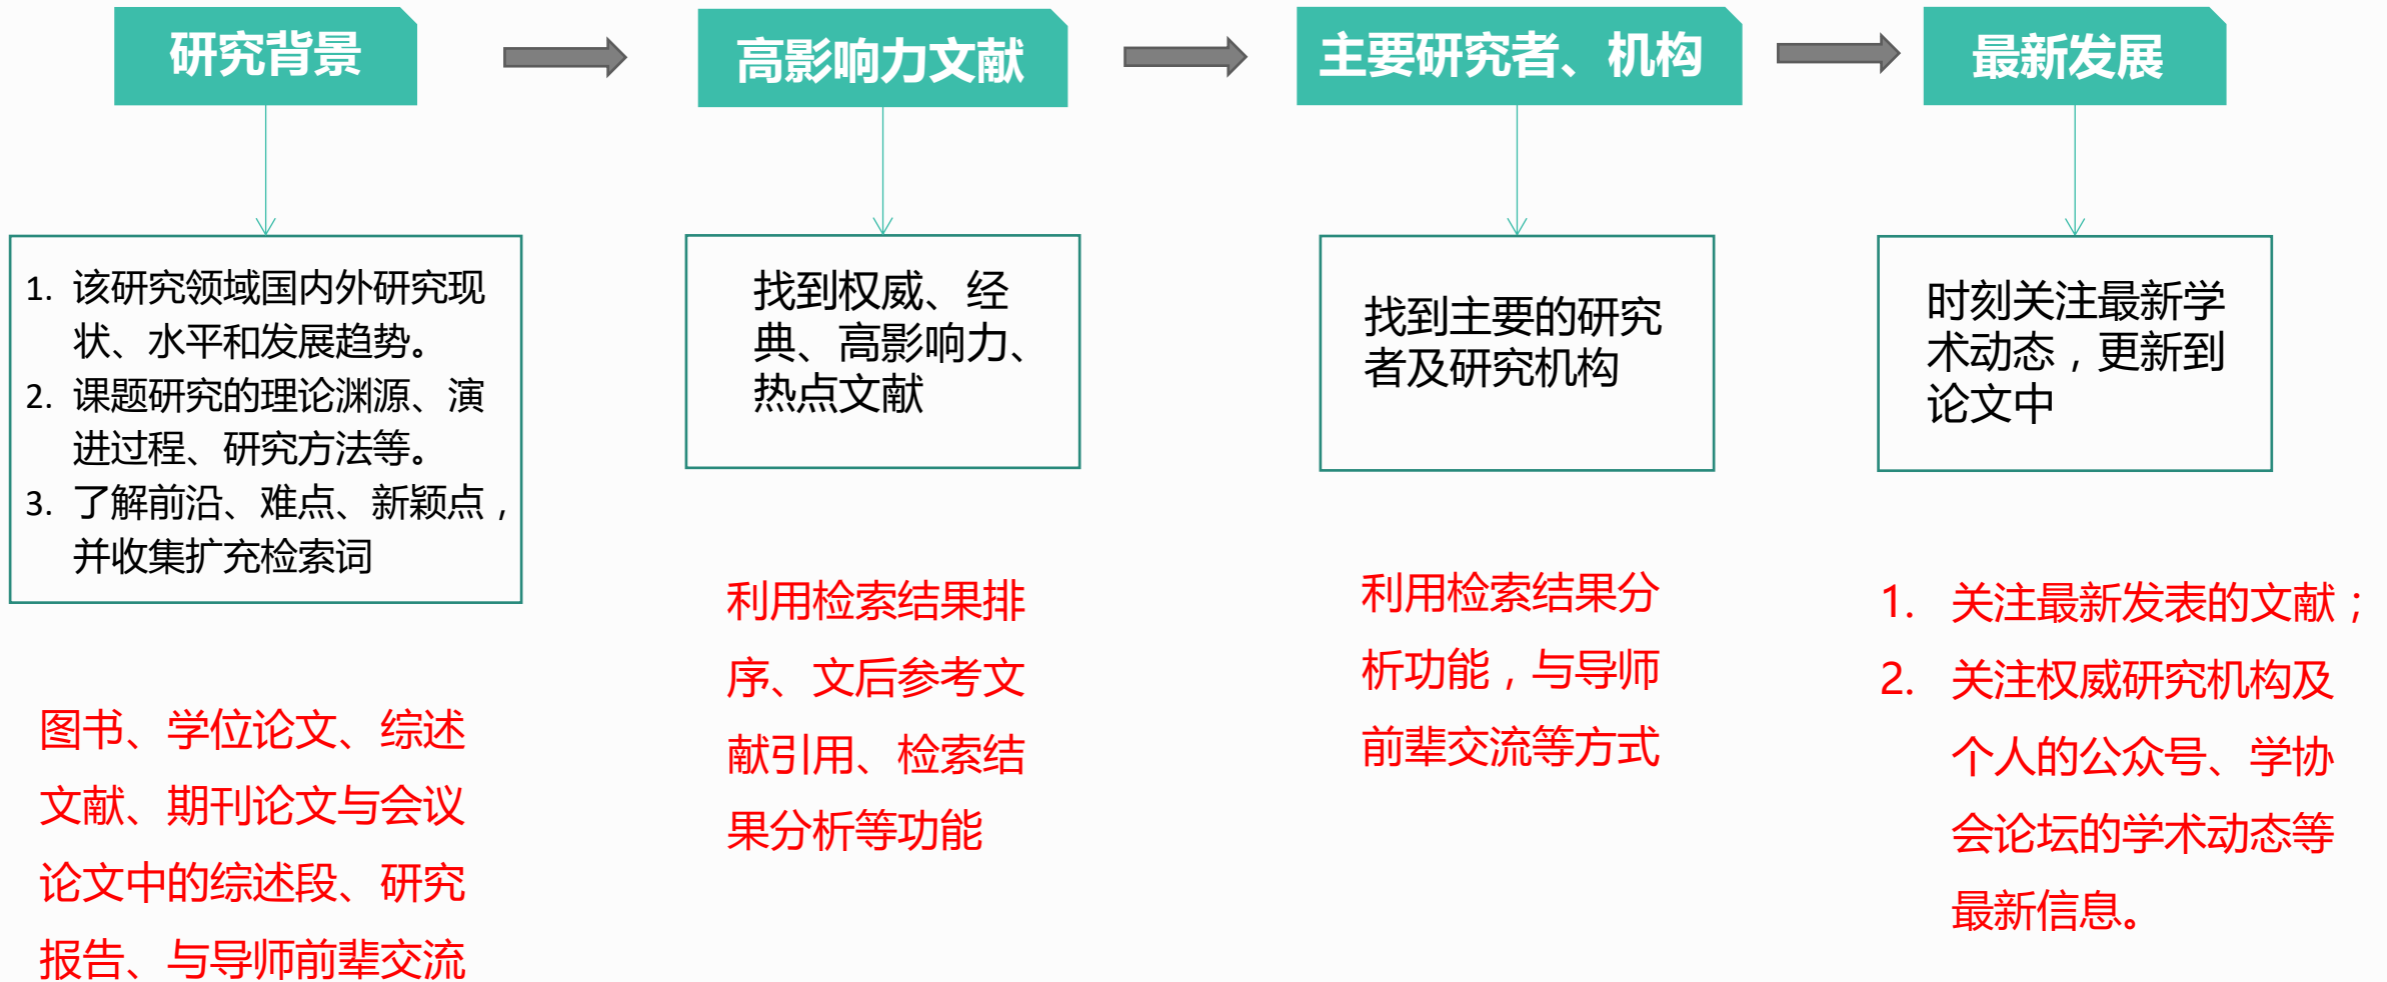 研究背景
高影响力文献
主要研究者、机构
最新发展
1. 该研究领域国内外研究现
状、水平和发展趋势。
2. 课题研究的理论渊源、演
进过程、研究方法等。
3. 了解前沿、难点、新颖点，
并收集扩充检索词
找到权威、经
典、高影响力、
热点文献
找到主要的研究
者及研究机构
时刻关注最新学
术动态，更新到
论文中
图书、学位论文、综述
文献、期刊论文与会议
论文中的综述段、研究
报告、与导师前辈交流
利用检索结果排
序、文后参考文
献引用、检索结
果分析等功能
利用检索结果分
析功能，与导师
前辈交流等方式
1. 关注最新发表的文献；
2. 关注权威研究机构及
个人的公众号、学协
会论坛的学术动态等
最新信息。